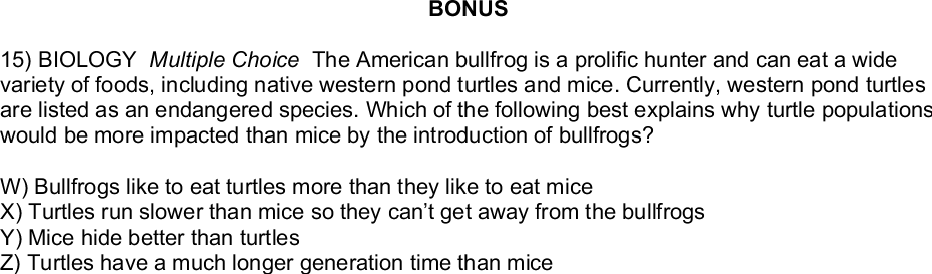 BONUS
15) BIOLOGY Multiple Choice The American bullfrog is a prolific hunter and can eat a wide
variety of foods, including native western pond turtles and mice. Currently, western pond turtles
are listed as an endangered species. Which of the following best explains why turtle populations
would be more impacted than mice by the introduction of bullfrogs?
W) Bullfrogs like to eat turtles more than they like to eat mice
X) Turtles run slower than mice so they can't get away from the bullfrogs
Y) Mice hide better than turtles
Z) Turtles have a much longer generation time than mice